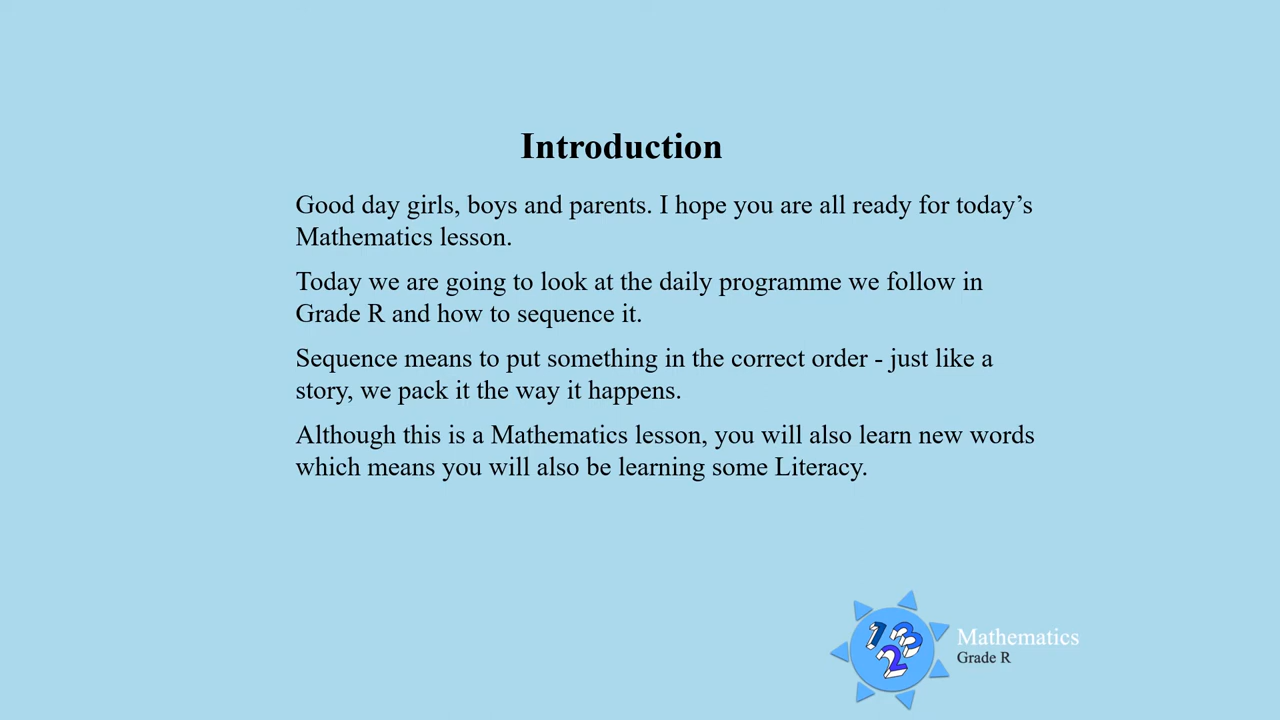 Introduction
Good day girls, boys and parents. I hope you are all ready for today’s
Mathematics lesson.
Today we are going to look at the daily programme we follow in
Grade R and how to sequence it.
Sequence means to put something in the correct order - just like a
story, we pack it the way it happens.
Although this is a Mathematics lesson, you will also learn new words
which means you will also be learning some Literacy.
1 2 3
Mathematics
Grade R